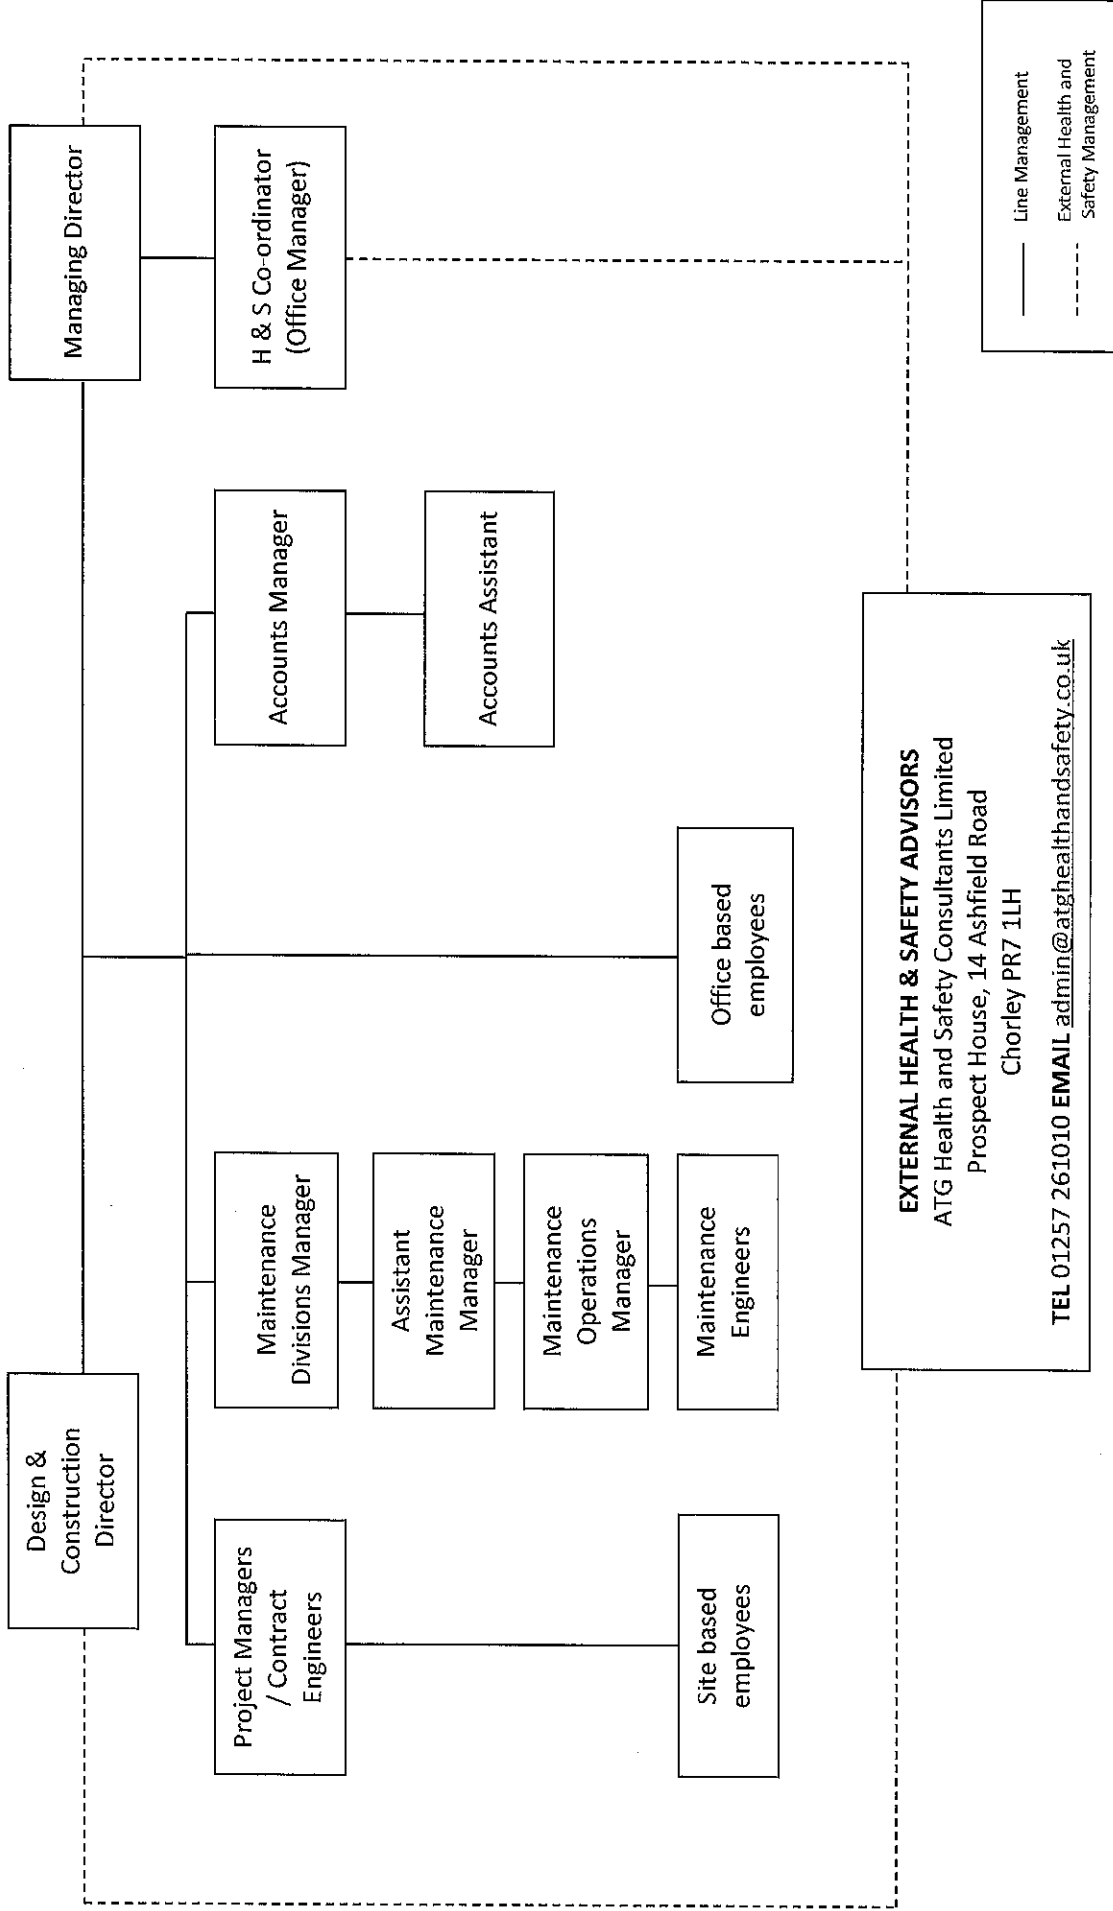 Design &
Construction
Director
Managing Director
Project Managers
/ Contract
Engineers
Maintenance
Divisions Manager
Accounts Manager
H & S Co-ordinator
(Office Manager)
Assistant
Maintenance
Manager
Accounts Assistant
Maintenance
Operations
Manager
Site based
employees
Maintenance
Engineers
Office based
employees
EXTERNAL HEALTH & SAFETY ADVISORS
ATG Health and Safety Consultants Limited
Prospect House, 14 Ashfield Road
Chorley PR7 1LH
TEL 01257 261010 EMAIL admin@atghealthandsafety.co.uk
Line Management
External Health and
Safety Management